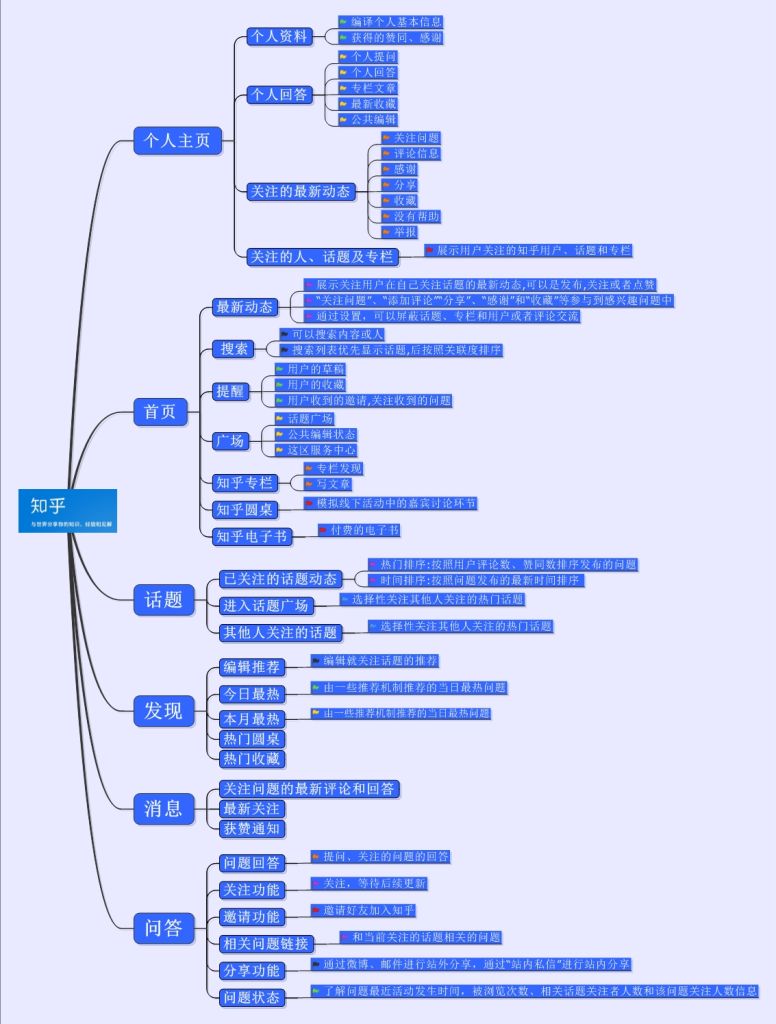 知乎
与世界分享你的知识、经验和见解
个人主页
个人资料
编译个人基本信息
获得的赞同、感谢
个人回答
个人提问
个人回答
专栏文章
最新收藏
公共编辑
关注的最新动态
关注问题
评论信息
感谢
分享
收藏
没有帮助
举报
关注的人、话题及专栏
展示用户关注的知乎用户、话题和专栏
首页
最新动态
展示关注用户在自己关注话题的最新动态,可以是发布,关注或者点赞
“关注问题”、“添加评论”“分享”、“感谢”和“收藏”等参与到感兴趣问题中
通过设置，可以屏蔽话题、专栏和用户或者评论交流
搜索
可以搜索内容或人
搜索列表优先显示话题,后按照关联度排序
提醒
用户的草稿
用户的收藏
用户收到的邀请,关注收到的问题
广场
话题广场
公共编辑状态
这区服务中心
知乎专栏
专栏发现
写文章
知乎圆桌
模拟线下活动中的嘉宾讨论环节
知乎电子书
付费的电子书
话题
已关注的话题动态
热门排序:按照用户评论数、赞同数排序发布的问题
时间排序:按照问题发布的最新时间排序
进入话题广场
选择性关注其他人关注的热门话题
其他人关注的话题
选择性关注其他人关注的热门话题
发现
编辑推荐
编辑就关注话题的推荐
今日最热
由一些推荐机制推荐的当日最热问题
本月最热
由一些推荐机制推荐的当日最热问题
热门圆桌
热门收藏
消息
关注问题的最新评论和回答
最新关注
获赞通知
问答
问题回答
提问、关注的问题的回答
关注功能
关注，等待后续更新
邀请功能
邀请好友加入知乎
相关问题链接
和当前关注的话题相关的问题
分享功能
通过微博、邮件进行站外分享，通过“站内私信”进行站内分享
问题状态
了解问题最近活动发生时间，被浏览次数、相关话题关注者人数和该问题关注人数信息